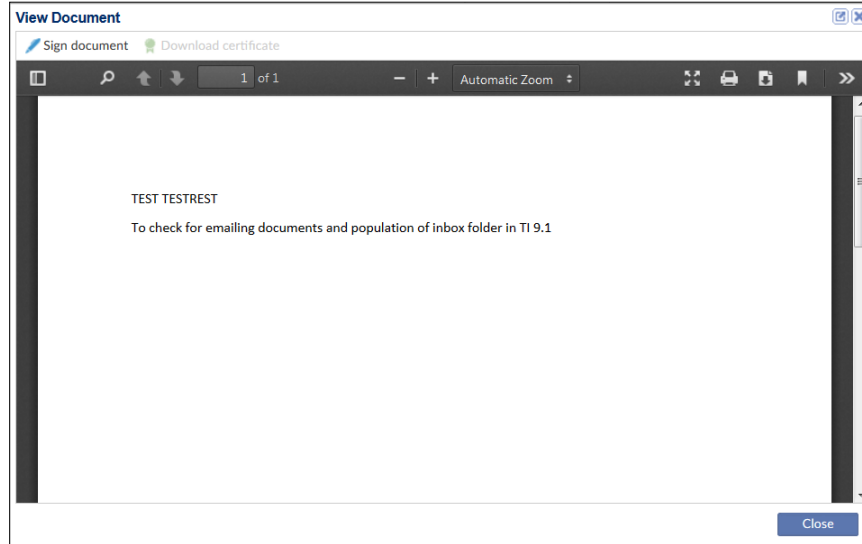 View Document
Sign document Download certificate
1 of 1 Automatic Zoom
TEST TESTREST
To check for emailing documents and population of inbox folder in TI 9.1
Close